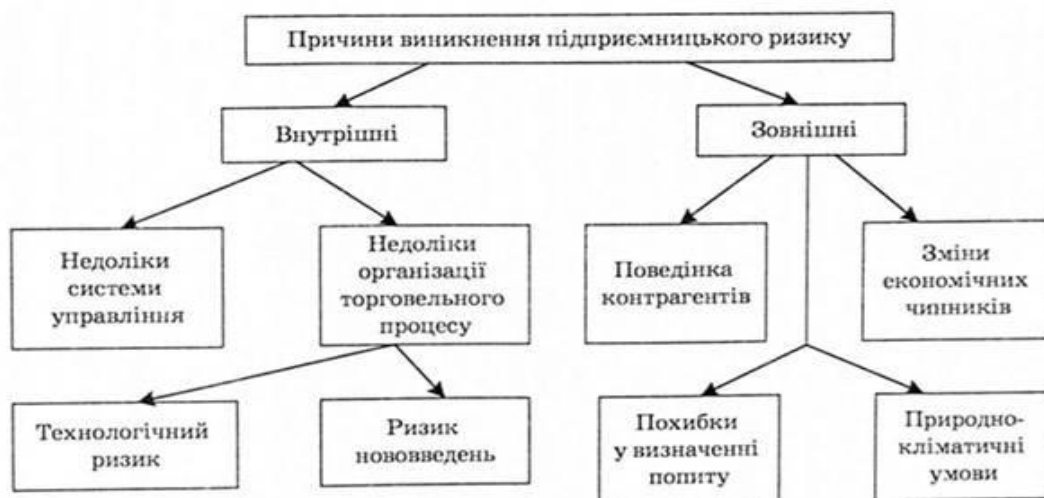 Причини виникнення підприємницького ризику
Внутрішні
Зовнішні
Недоліки
системи
управління
Недоліки
організації
торговельного
процесу
Поведінка
контрагентів
Зміни
економічних
чинників
Технологічний
ризик
Ризик
нововведень
Похибки
у визначенні
попиту
Природно-
кліматичні
умови